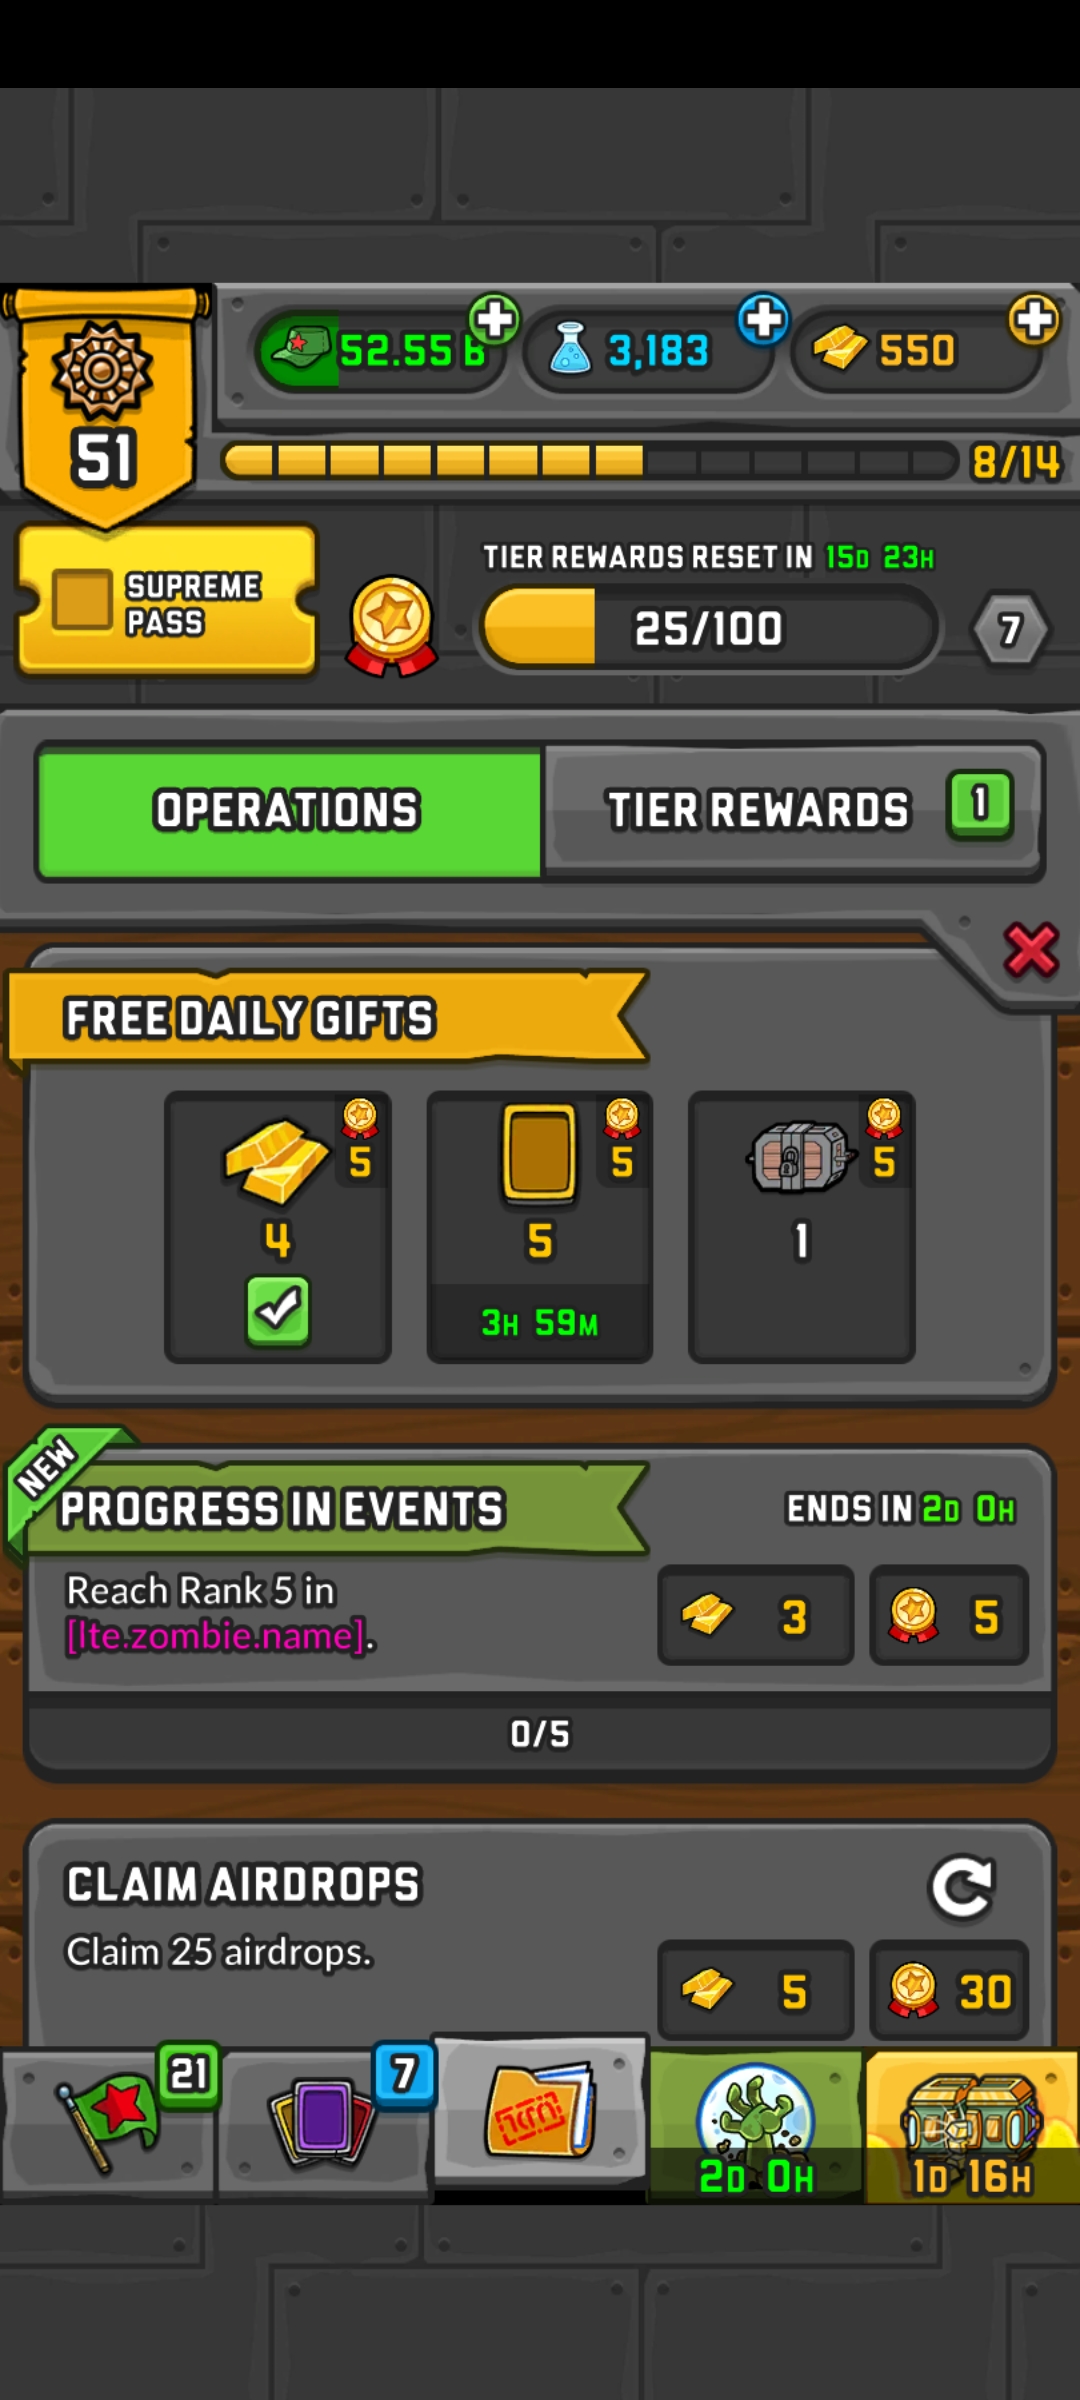 52.55 B
3,183
550
51
8/14
SUPREME
PASS
TIER REWARDS RESET IN 15D 23H
25/100
7
OPERATIONS
TIER REWARDS
1
FREE DAILY GIFTS
5
5
5
4
5
1
3H 59M
NEW
PROGRESS IN EVENTS
ENDS IN 2D 0H
Reach Rank 5 in
[lte.zombie.name].
3
5
0/5
CLAIM AIRDROPS
Claim 25 airdrops.
5
30
21
7
2D 0H
1D 16H